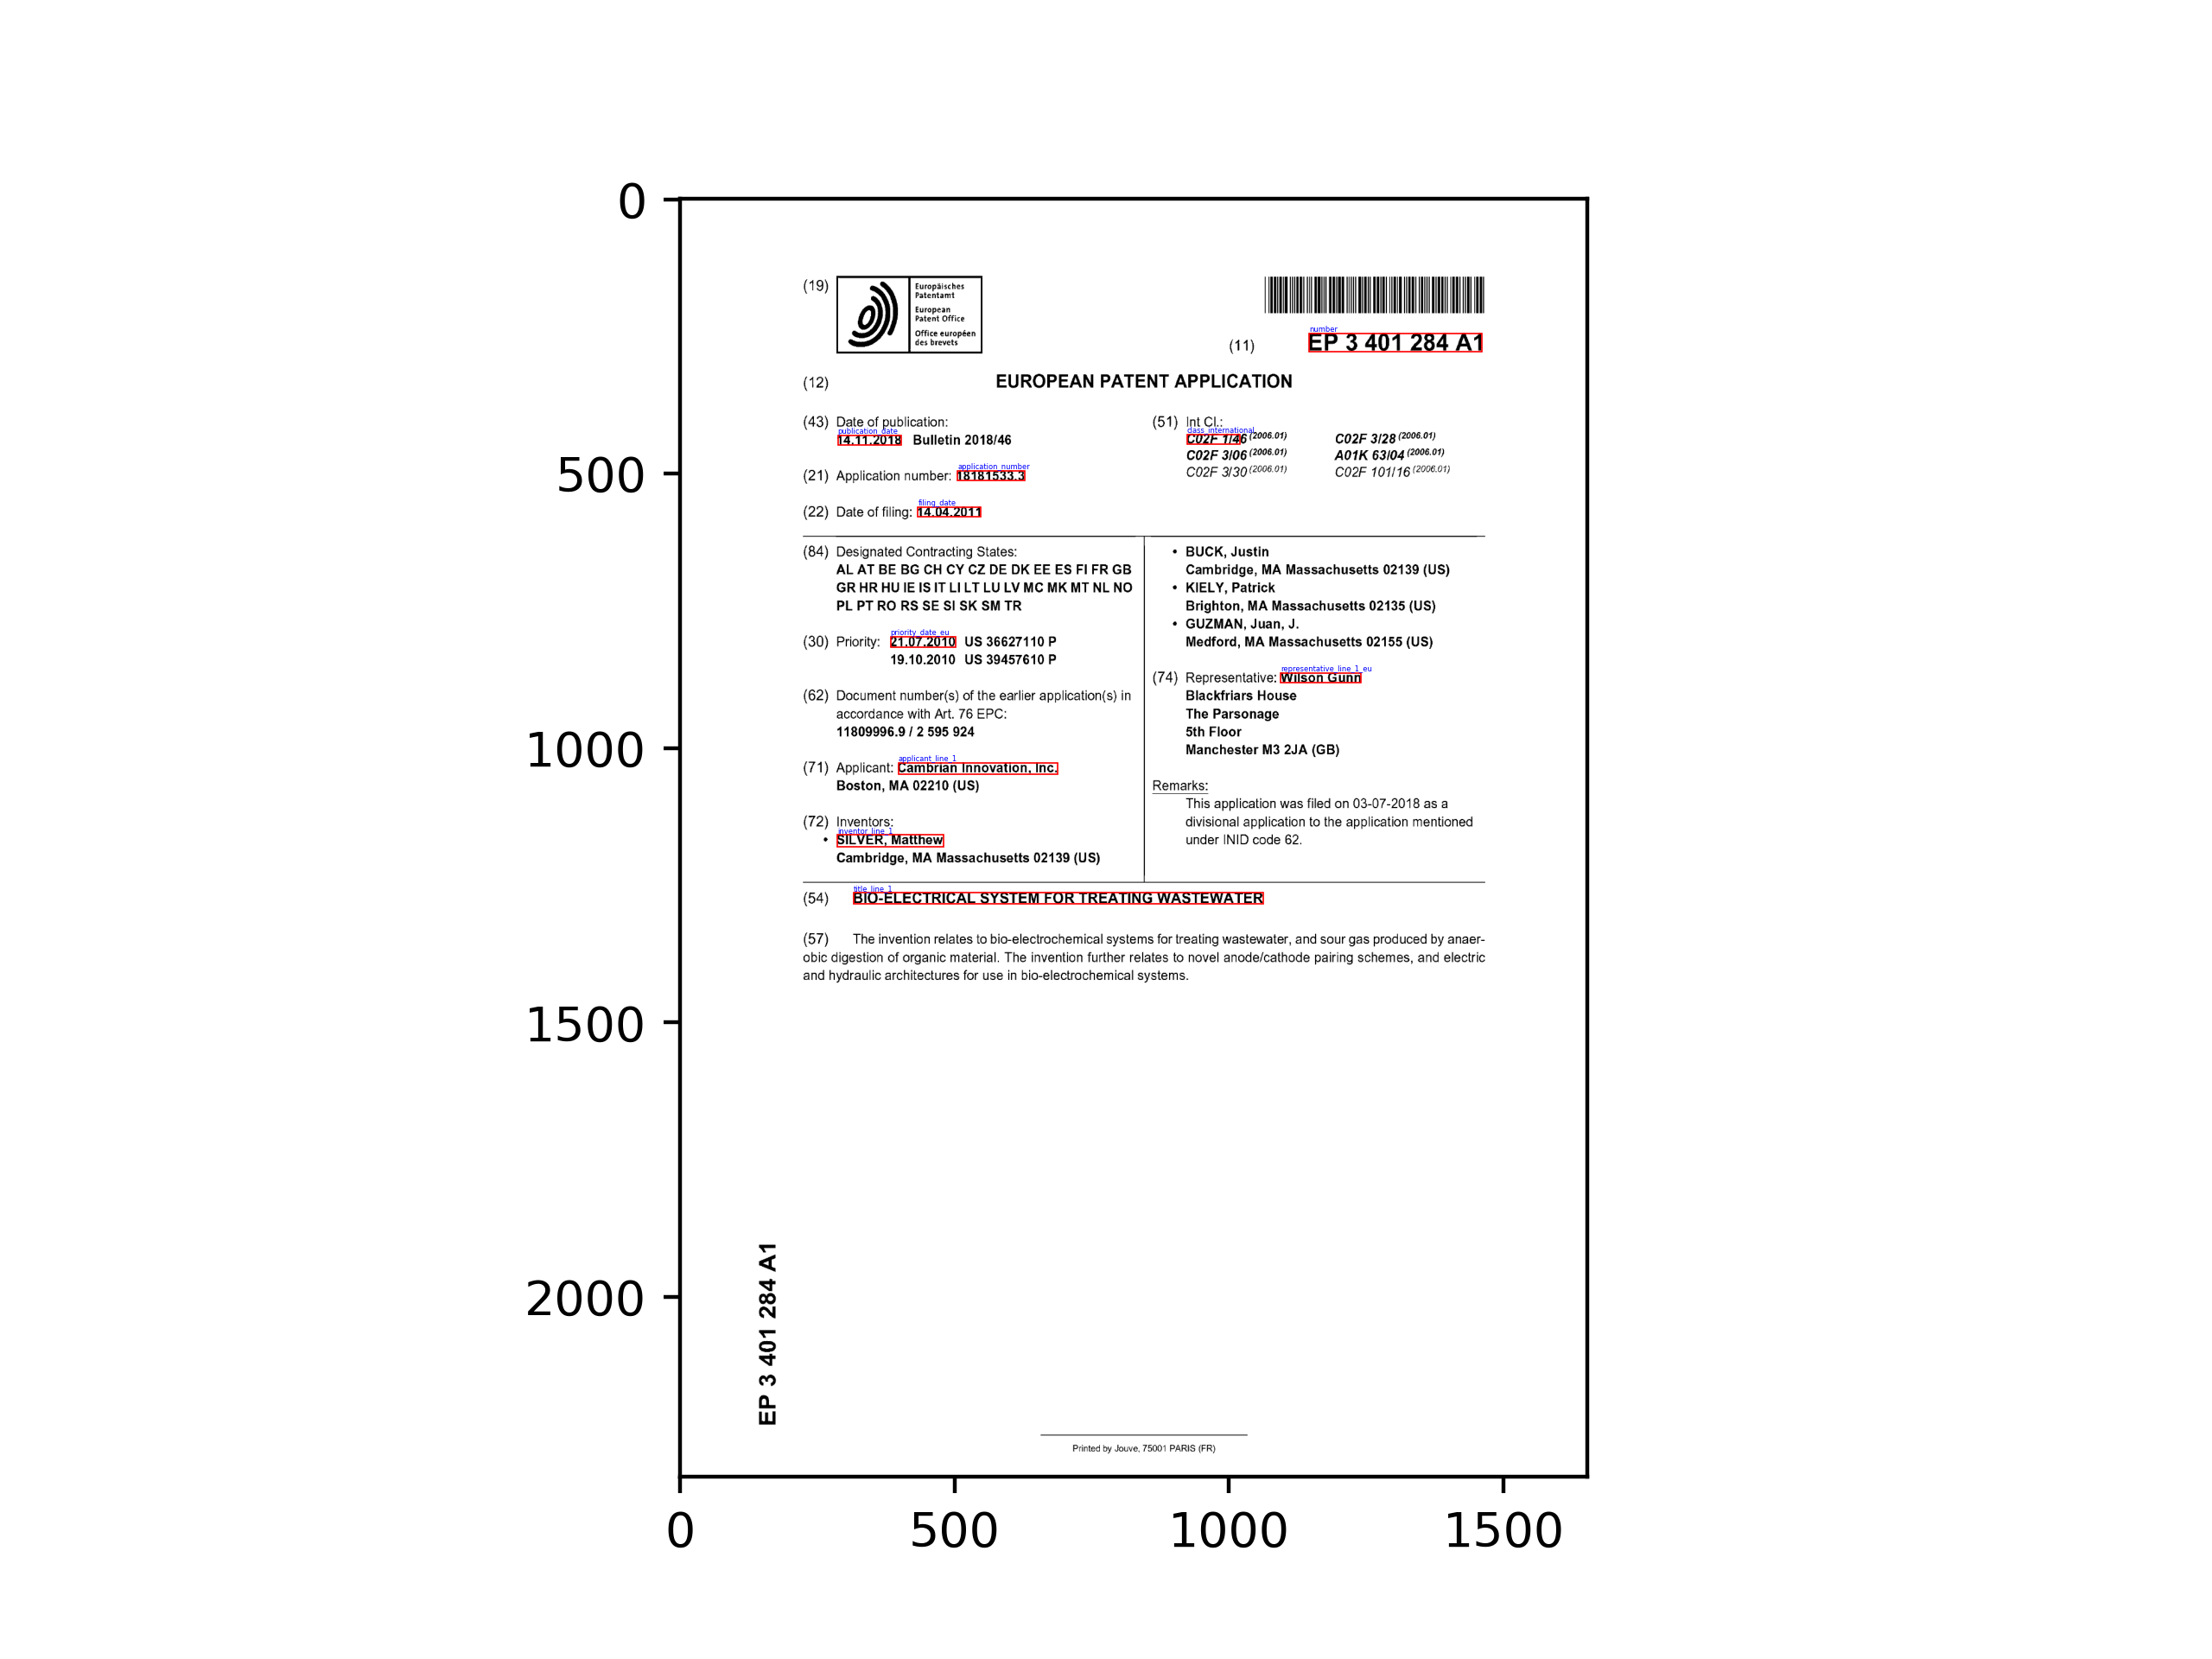 0
500
1000
1500
2000
0
500
1000
1500
(19)
Europäisches
Patentamt
European
Patent Office
Office européen
des brevets
number
(11) EP 3 401 284 A1
(12) EUROPEAN PATENT APPLICATION
(43) Date of publication:
publication_date
14.11.2018 Bulletin 2018/46
(21) Application number: 18181533.3
application_number
(22) Date of filing: 14.04.2011
filing_date
(51) Int Cl.:
class_international
C02F 1/46 (2006.01) C02F 3/28 (2006.01)
C02F 3/06 (2006.01) A01K 63/04 (2006.01)
C02F 3/30 (2006.01) C02F 101/16 (2006.01)
(84) Designated Contracting States:
AL AT BE BG CH CY CZ DE DK EE ES FI FR GB
GR HR HU IE IS IT LI LT LU LV MC MK MT NL NO
PL PT RO RS SE SI SK SM TR
priority_date_eu
(30) Priority: 21.07.2010 US 36627110 P
19.10.2010 US 39457610 P
(62) Document number(s) of the earlier application(s) in
accordance with Art. 76 EPC:
11809996.9 / 2 595 924
applicant_line_1
(71) Applicant: Cambrian Innovation, Inc.
Boston, MA 02210 (US)
(72) Inventors:
inventor_line_1
• SILVER, Matthew
Cambridge, MA Massachusetts 02139 (US)
• BUCK, Justin
Cambridge, MA Massachusetts 02139 (US)
• KIELY, Patrick
Brighton, MA Massachusetts 02135 (US)
• GUZMAN, Juan, J.
Medford, MA Massachusetts 02155 (US)
representative_line_1_eu
(74) Representative: Wilson Gunn
Blackfriars House
The Parsonage
5th Floor
Manchester M3 2JA (GB)
Remarks:
This application was filed on 03-07-2018 as a
divisional application to the application mentioned
under INID code 62.
title_line_1
(54) BIO-ELECTRICAL SYSTEM FOR TREATING WASTEWATER
(57) The invention relates to bio-electrochemical systems for treating wastewater, and sour gas produced by anaer-
obic digestion of organic material. The invention further relates to novel anode/cathode pairing schemes, and electric
and hydraulic architectures for use in bio-electrochemical systems.
EP 3 401 284 A1
Printed by Jouve, 75001 PARIS (FR)